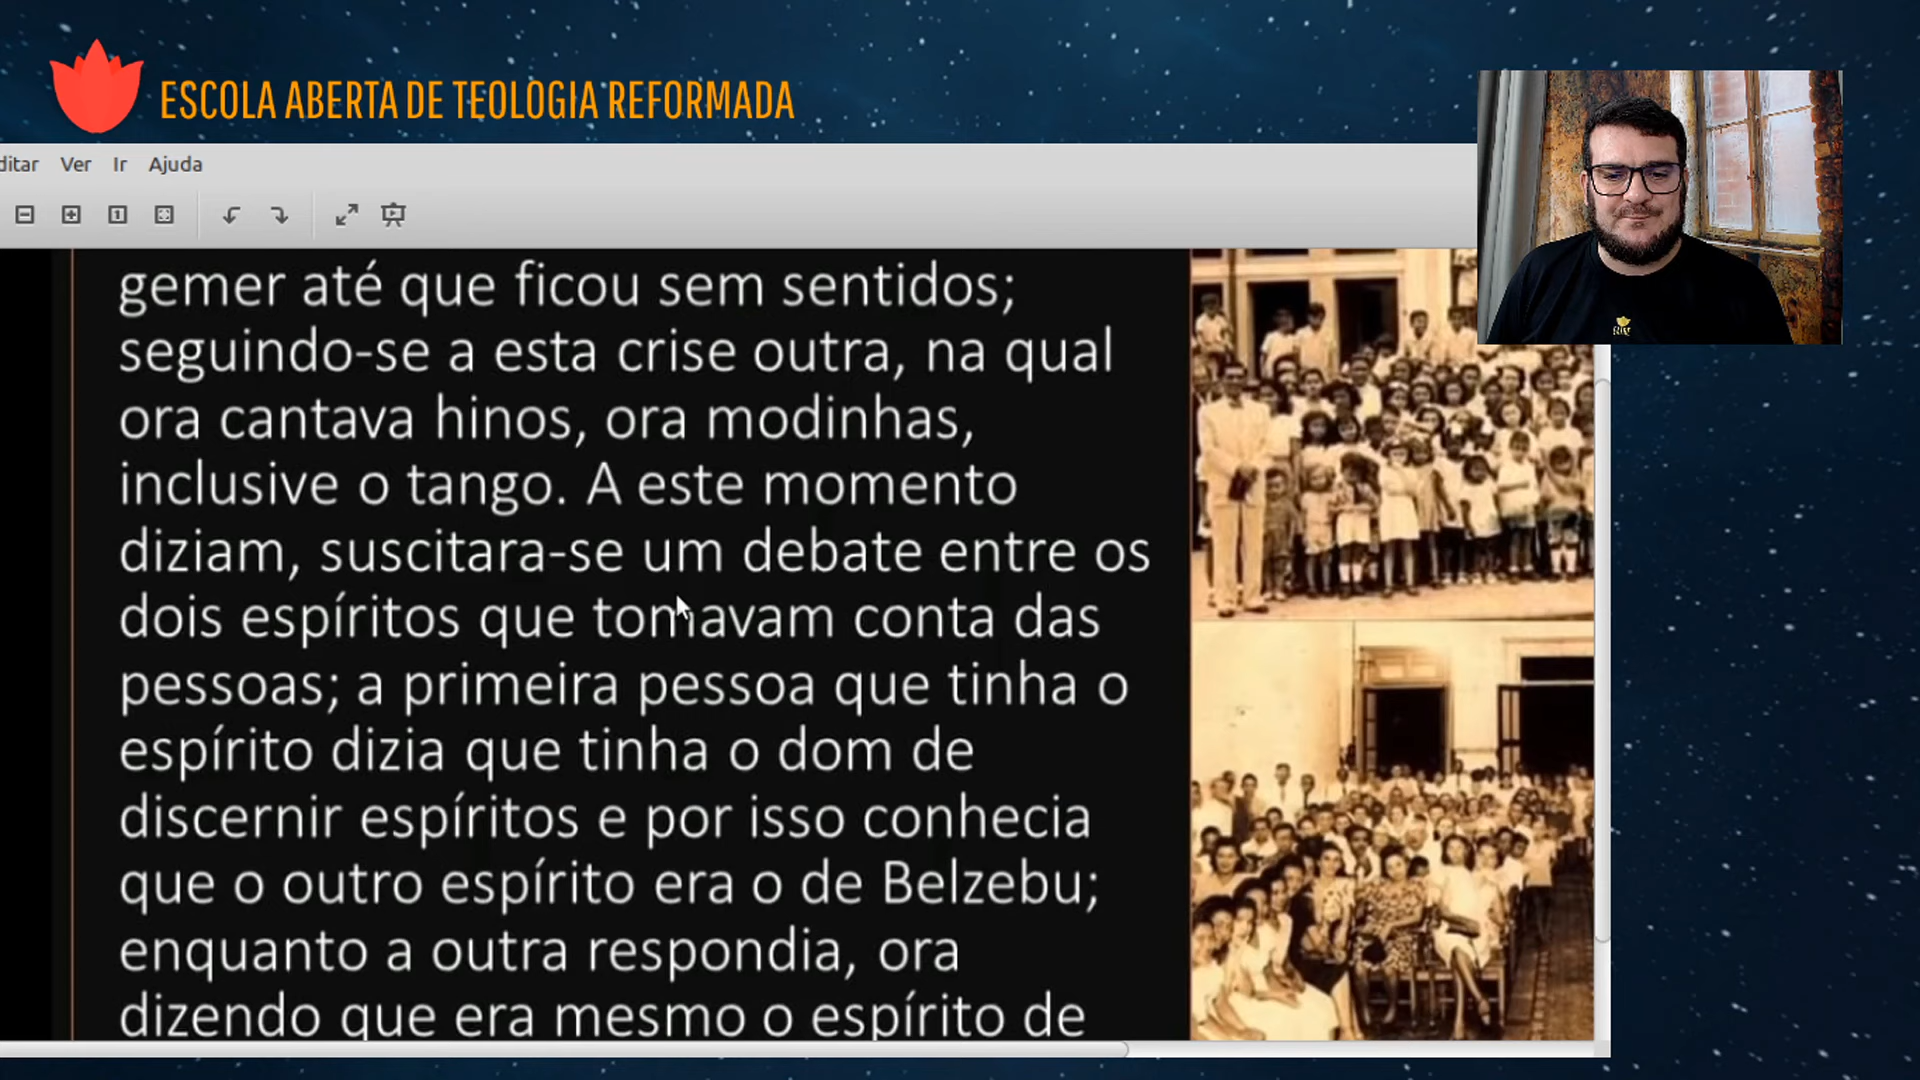 ESCOLA ABERTA DE TEOLOGIA REFORMADA
ditar Ver Ir Ajuda
gemer até que ficou sem sentidos;
seguindo-se a esta crise outra, na qual
ora cantava hinos, ora modinhas,
inclusive o tango. A este momento
diziam, suscitara-se um debate entre os
dois espíritos que tomavam conta das
pessoas; a primeira pessoa que tinha o
espírito dizia que tinha o dom de
discernir espíritos e por isso conhecia
que o outro espírito era o de Belzebu;
enquanto a outra respondia, ora
dizendo que era mesmo o espírito de